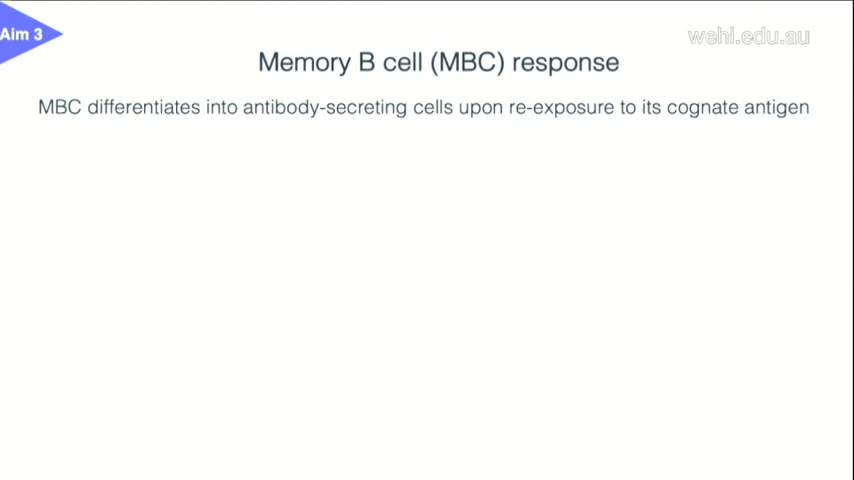 Aim 3
wehi.edu.au
Memory B cell (MBC) response
MBC differentiates into antibody-secreting cells upon re-exposure to its cognate antigen